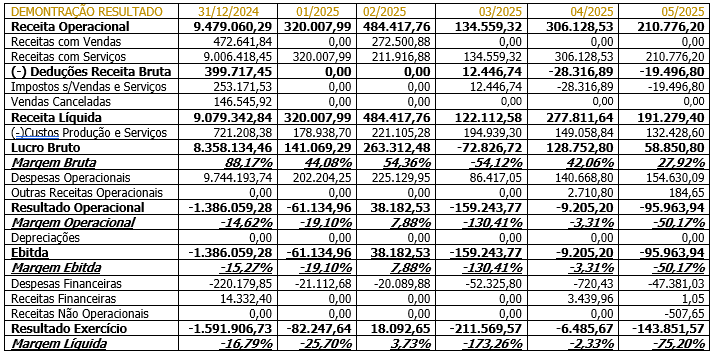 DEMONTRAÇÃO RESULTADO 31/12/2024 01/2025 02/2025 03/2025 04/2025 05/2025
Receita Operacional 9.479.060,29 320.007,99 484.417,76 134.559,32 306.128,53 210.776,20
Receitas com Vendas 472.641,84 0,00 272.500,88 0,00 0,00 0,00
Receitas com Serviços 9.006.418,45 320.007,99 211.916,88 134.559,32 306.128,53 210.776,20
(-) Deduções Receita Bruta 399.717,45 0,00 0,00 12.446,74 -28.316,89 -19.496,80
Impostos s/Vendas e Serviços 253.171,53 0,00 0,00 12.446,74 -28.316,89 -19.496,80
Vendas Canceladas 146.545,92 0,00 0,00 0,00 0,00 0,00
Receita Líquida 9.079.342,84 320.007,99 484.417,76 122.112,58 277.811,64 191.279,40
(-)Custos Produção e Serviços 721.208,38 178.938,70 221.105,28 194.939,30 149.058,84 132.428,60
Lucro Bruto 8.358.134,46 141.069,29 263.312,48 -72.826,72 128.752,80 58.850,80
Margem Bruta 88,17% 44,08% 54,36% -54,12% 42,06% 27,92%
Despesas Operacionais 9.744.193,74 202.204,25 225.129,95 86.417,05 140.668,80 154.630,09
Outras Receitas Operacionais 0,00 0,00 0,00 0,00 2.710,80 184,65
Resultado Operacional -1.386.059,28 -61.134,96 38.182,53 -159.243,77 -9.205,20 -95.963,94
Margem Operacional -14,62% -19,10% 7,88% -130,41% -3,31% -50,17%
Depreciações 0,00 0,00 0,00 0,00 0,00 0,00
Ebitda -1.386.059,28 -61.134,96 38.182,53 -159.243,77 -9.205,20 -95.963,94
Margem Ebitda -15,27% -19,10% 7,88% -130,41% -3,31% -50,17%
Despesas Financeiras -220.179,85 -21.112,68 -20.089,88 -52.325,80 -720,43 -47.381,03
Receitas Financeiras 14.332,40 0,00 0,00 0,00 3.439,96 1,05
Receitas Não Operacionais 0,00 0,00 0,00 0,00 0,00 -507,65
Resultado Exercício -1.591.906,73 -82.247,64 18.092,65 -211.569,57 -6.485,67 -143.851,57
Margem Líquida -16,79% -25,70% 3,73% -173,26% -2,33% -75,20%